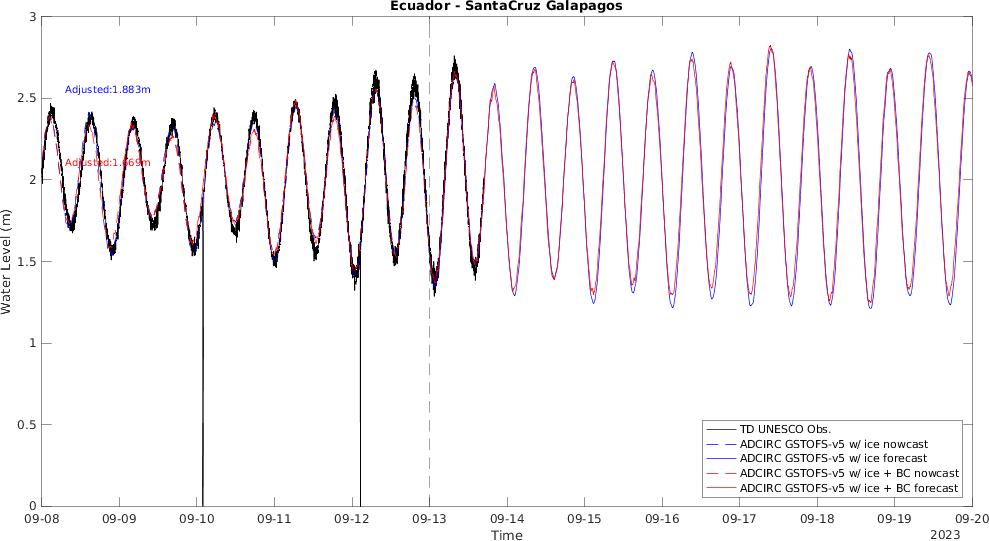 Ecuador - SantaCruz Galapagos
3
2.5
2
1.5
1
0.5
0
Water Level (m)
Adjusted:1.883m
Adjusted:1.669m
TD UNESCO Obs.
ADCIRC GSTOFS-v5 w/ ice nowcast
ADCIRC GSTOFS-v5 w/ ice forecast
ADCIRC GSTOFS-v5 w/ ice + BC nowcast
ADCIRC GSTOFS-v5 w/ ice + BC forecast
09-08 09-09 09-10 09-11 09-12 09-13 09-14 09-15 09-16 09-17 09-18 09-19 09-20
Time
2023